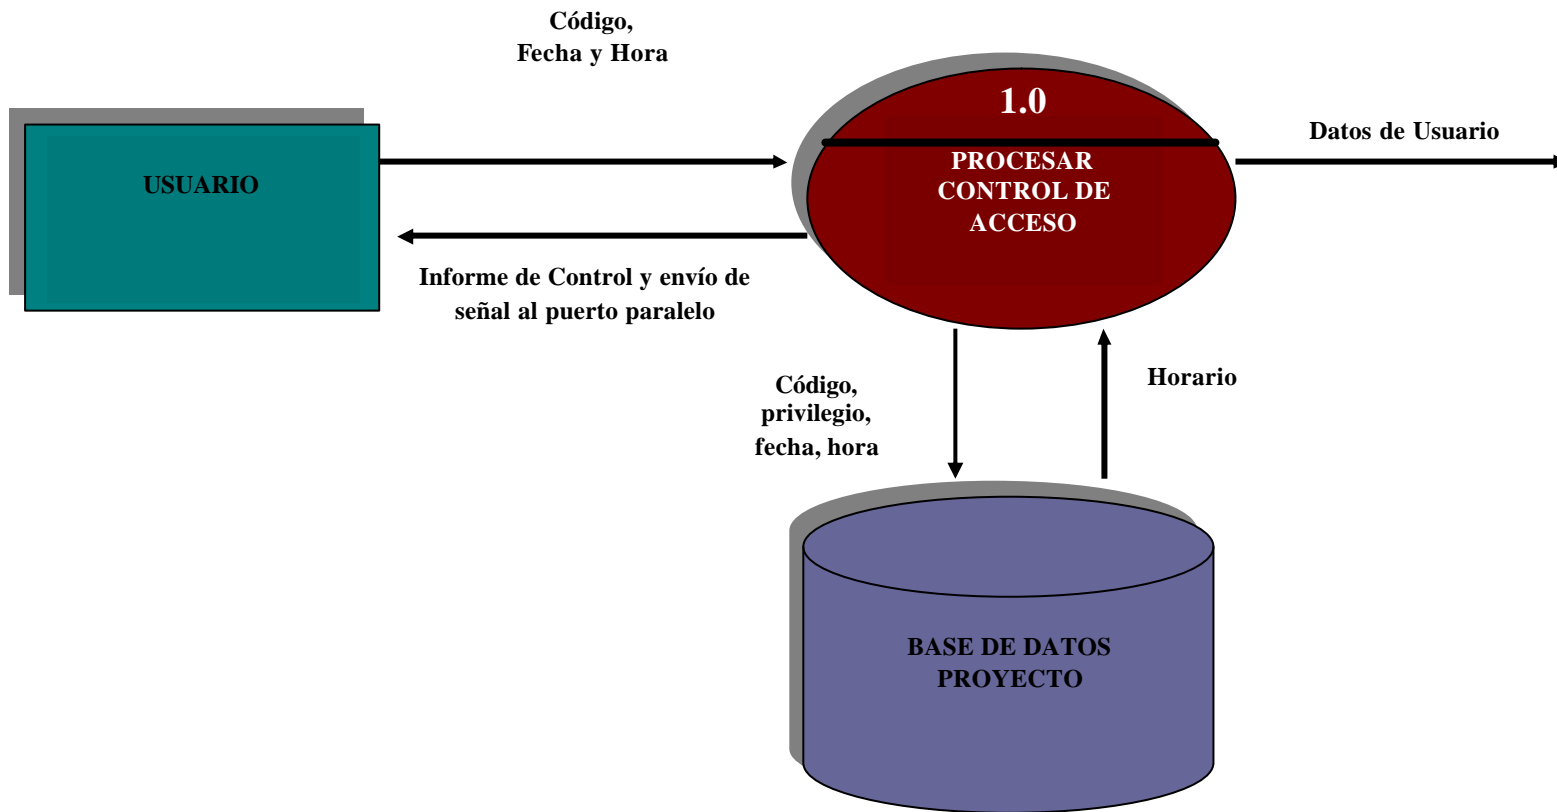 Código,
Fecha y Hora
1.0
Datos de Usuario
PROCESAR
CONTROL DE
ACCESO
USUARIO
Informe de Control y envío de
señal al puerto paralelo
Horario
Código,
privilegio,
fecha, hora
BASE DE DATOS
PROYECTO